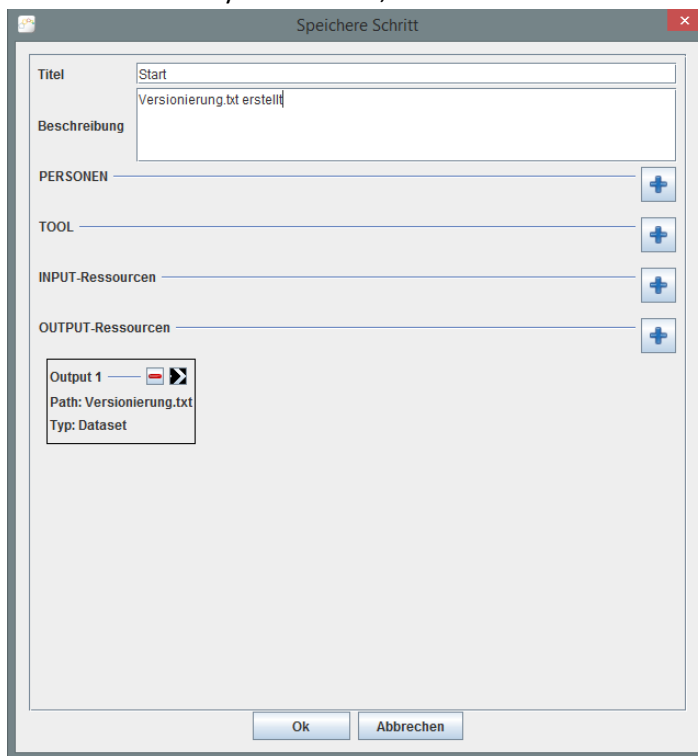 Speichere Schritt
Titel
Start
Beschreibung
Versionierung.txt erstellt
PERSONEN
TOOL
INPUT-Ressourcen
OUTPUT-Ressourcen
Output 1
Path: Versionierung.txt
Typ: Dataset
Ok
Abbrechen